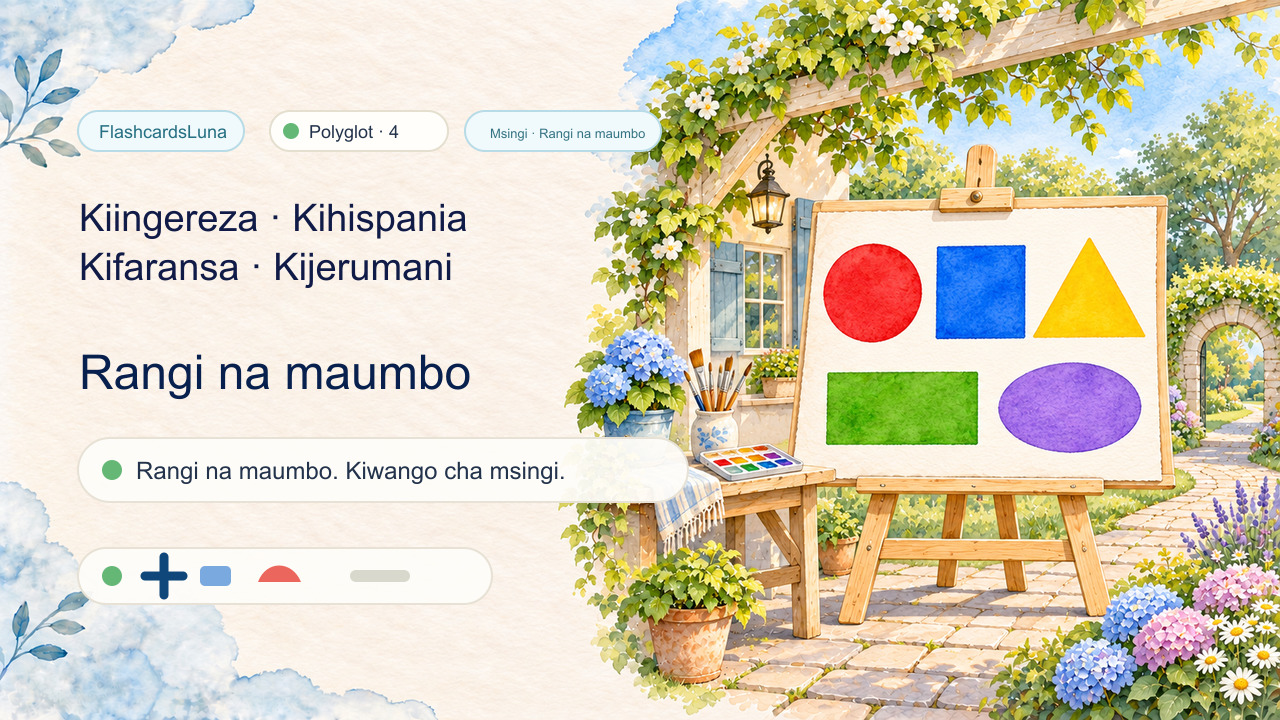 FlashcardsLuna
Polyglot · 4
Msingi · Rangi na maumbo
Kiingereza · Kihispania
Kifaransa · Kijerumani
Rangi na maumbo
Rangi na maumbo. Kiwango cha msingi.